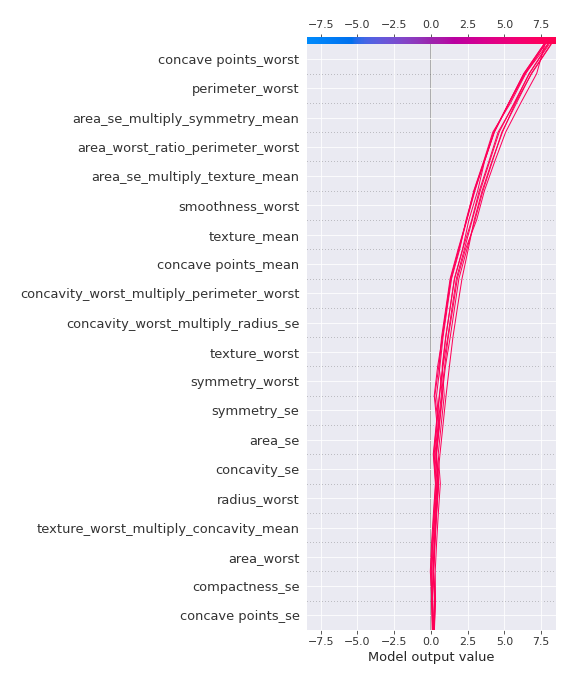 −7.5 −5.0 −2.5 0.0 2.5 5.0 7.5
concave points_worst
perimeter_worst
area_se_multiply_symmetry_mean
area_worst_ratio_perimeter_worst
area_se_multiply_texture_mean
smoothness_worst
texture_mean
concave points_mean
concavity_worst_multiply_perimeter_worst
concavity_worst_multiply_radius_se
texture_worst
symmetry_worst
symmetry_se
area_se
concavity_se
radius_worst
texture_worst_multiply_concavity_mean
area_worst
compactness_se
concave points_se
−7.5 −5.0 −2.5 0.0 2.5 5.0 7.5
Model output value